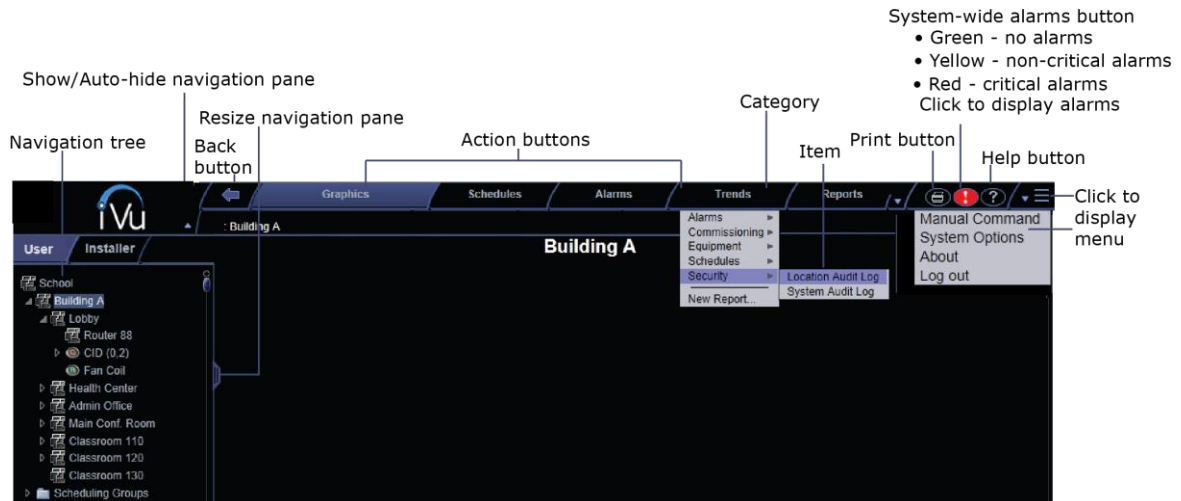 System-wide alarms button
• Green - no alarms
• Yellow - non-critical alarms
• Red - critical alarms
Click to display alarms
Show/Auto-hide navigation pane
Resize navigation pane
Category
Navigation tree
Back
button
Action buttons
Item
Print button
Help button
iVu
Graphics
Schedules
Alarms
Trends
Reports
!
?
Click to
display
menu
: Building A
Building A
User
Installer
Alarms
Commissioning
Equipment
Schedules
Security
New Report...
Location Audit Log
System Audit Log
Manual Command
System Options
About
Log out
School
Building A
Lobby
Router 88
CID (0,2)
Fan Coil
Health Center
Admin Office
Main Conf. Room
Classroom 110
Classroom 120
Classroom 130
Scheduling Groups